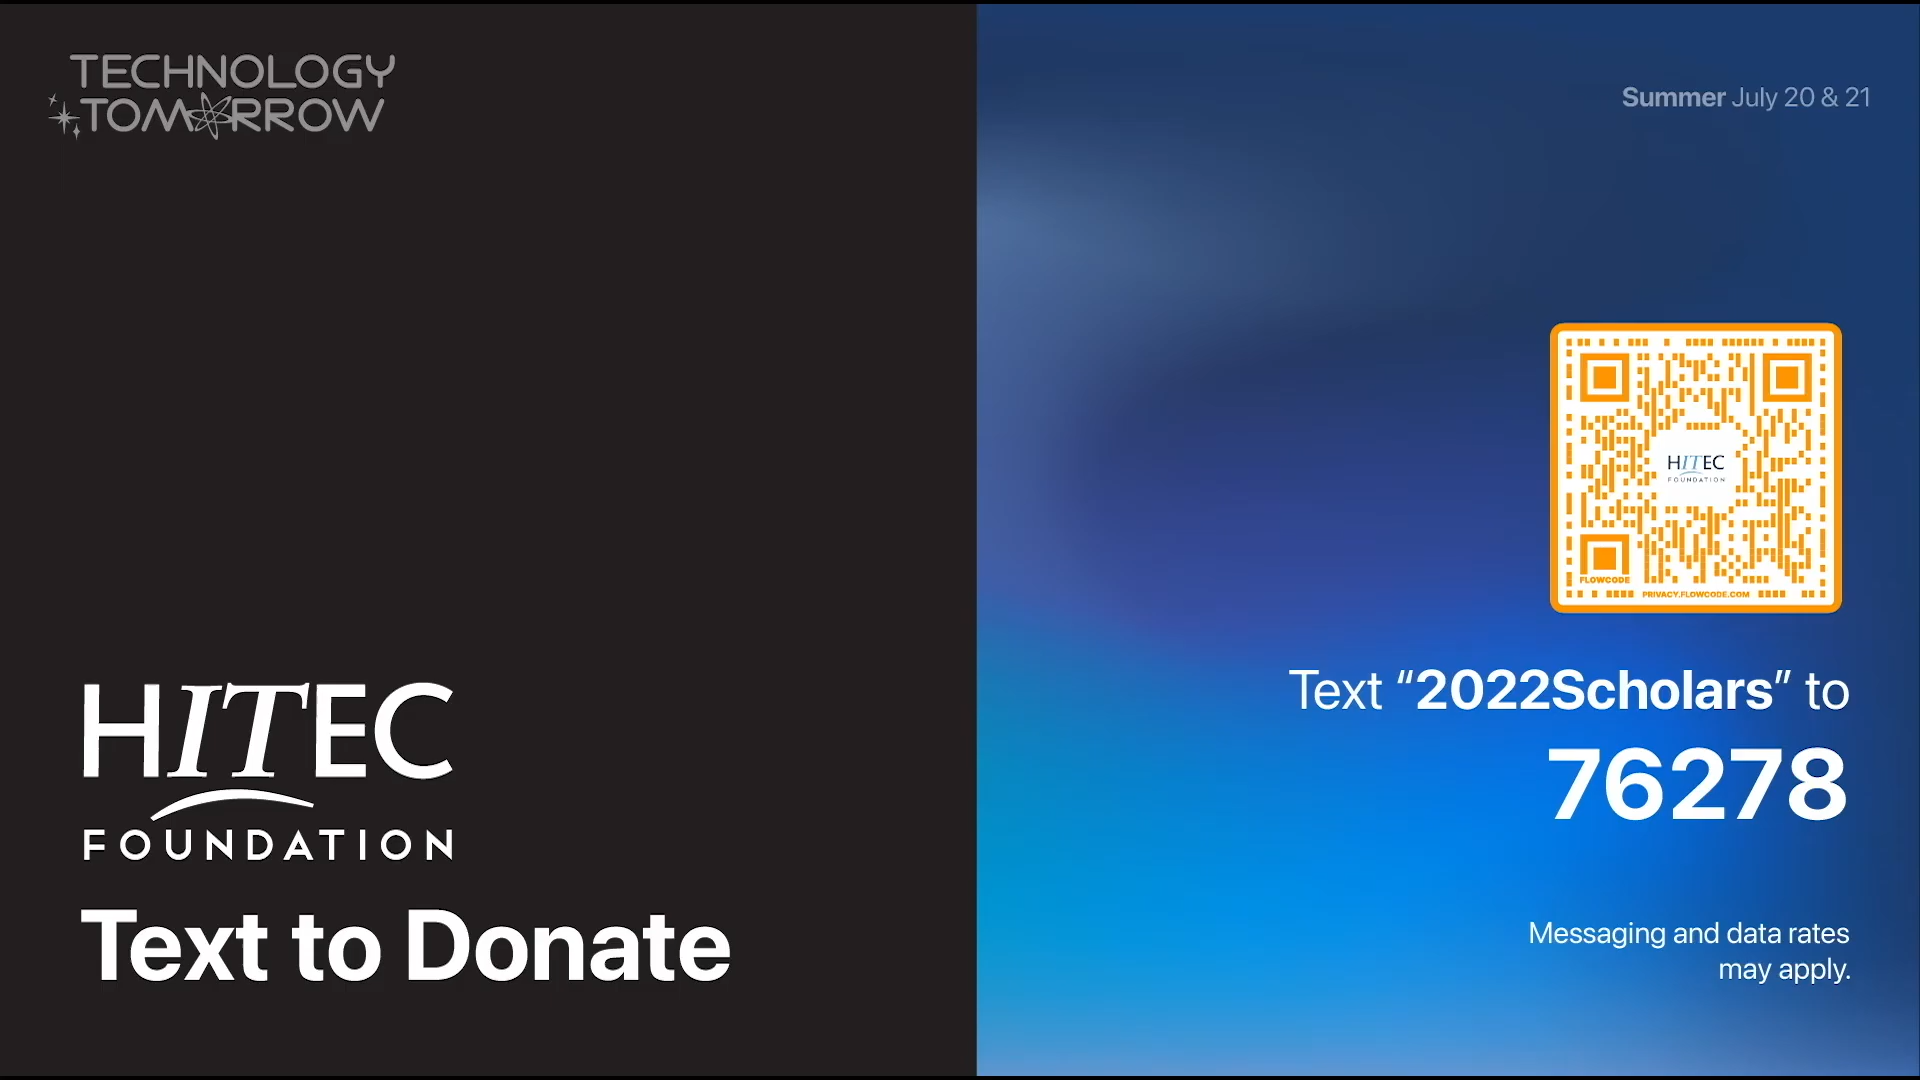 TECHNOLOGY
TOMORROW
Summer July 20 & 21
HITEC
FOUNDATION
FLOWCODE
PRIVACY.FLOWCODE.COM
HITEC
FOUNDATION
Text to Donate
Text “2022Scholars” to
76278
Messaging and data rates
may apply.